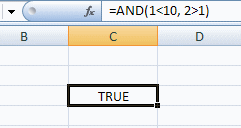 fx =AND(1<10, 2>1)
B C D
TRUE